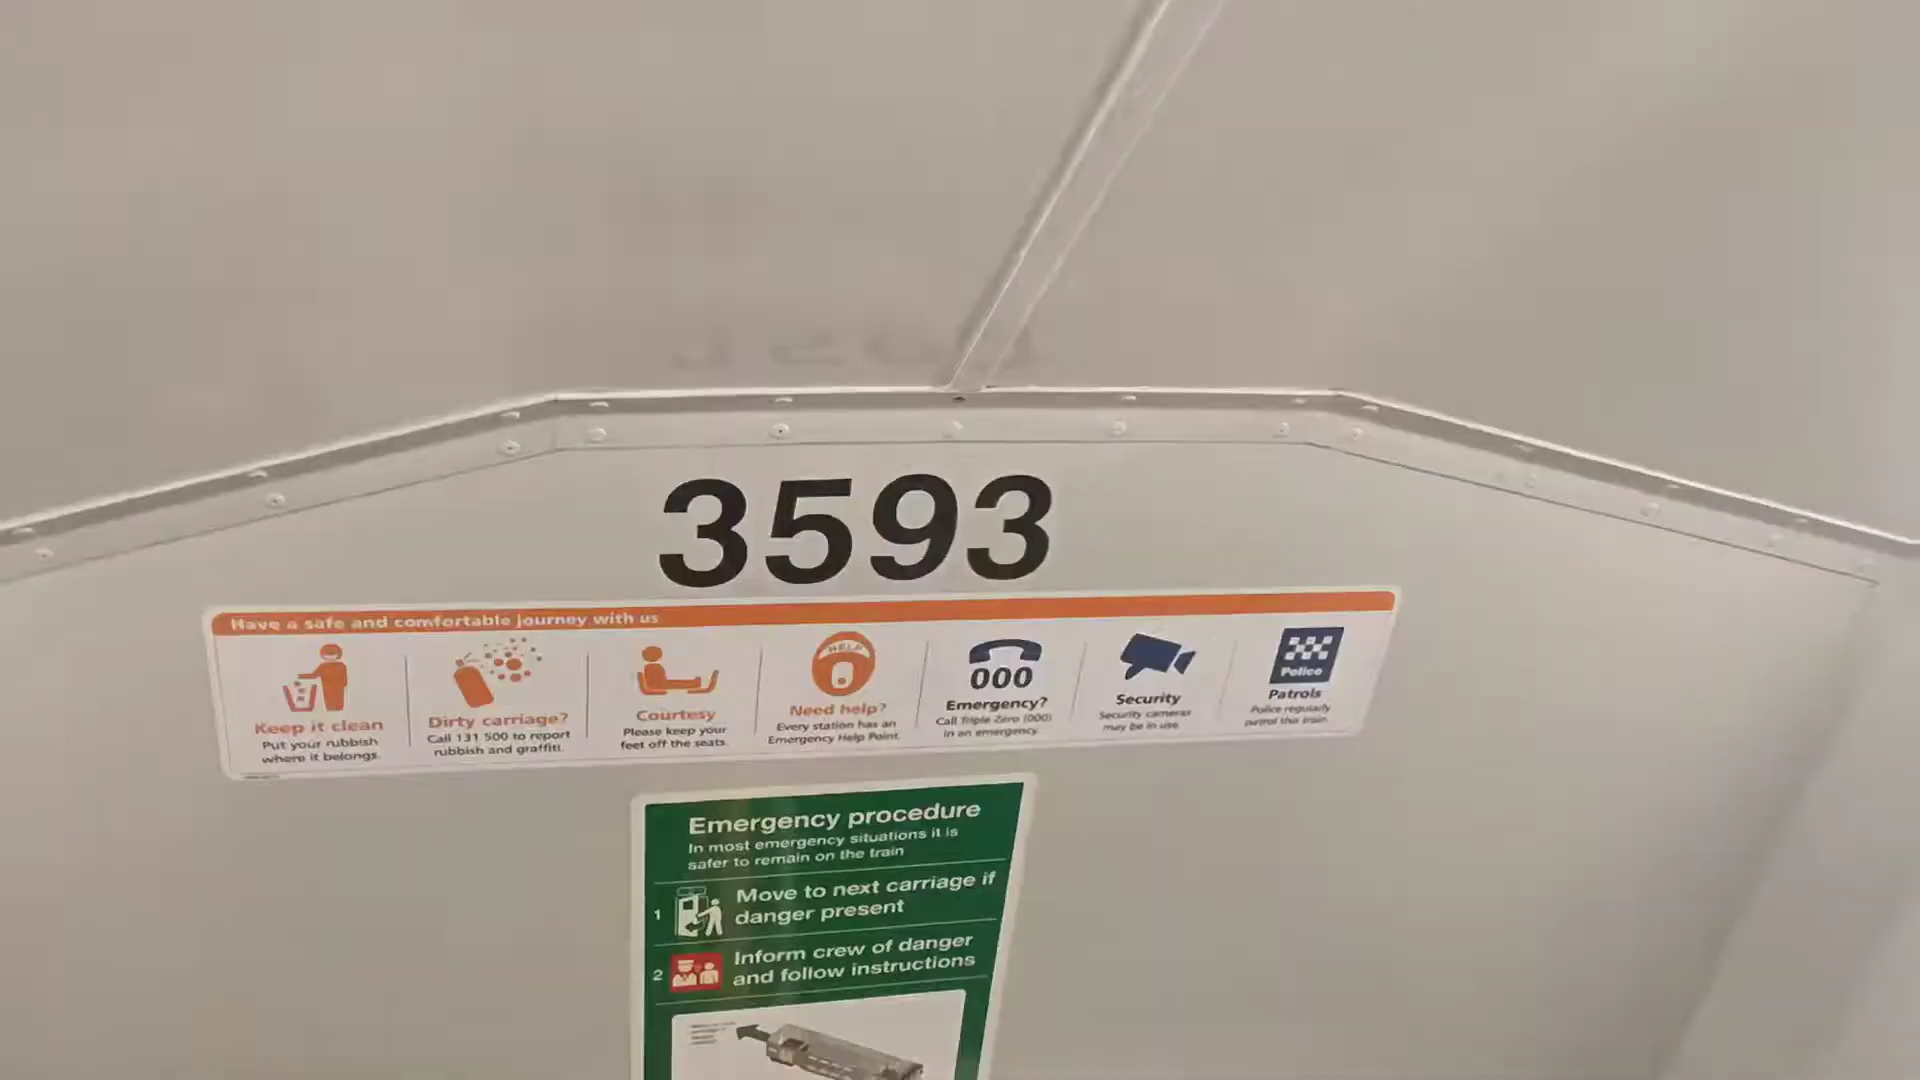 3593
Have a safe and comfortable journey with us
Keep it clean
Put your rubbish
where it belongs.
Dirty carriage?
Call 131 500 to report
rubbish and graffiti.
Courtesy
Please keep your
feet off the seats.
HELP
Need help?
Every station has an
Emergency Help Point.
000
Emergency?
Call Triple Zero (000)
in an emergency.
Security
Security cameras
may be in use.
Police
Patrols
Police regularly
patrol this train.
Emergency procedure
In most emergency situations it is
safer to remain on the train
1 Move to next carriage if
danger present
2 Inform crew of danger
and follow instructions